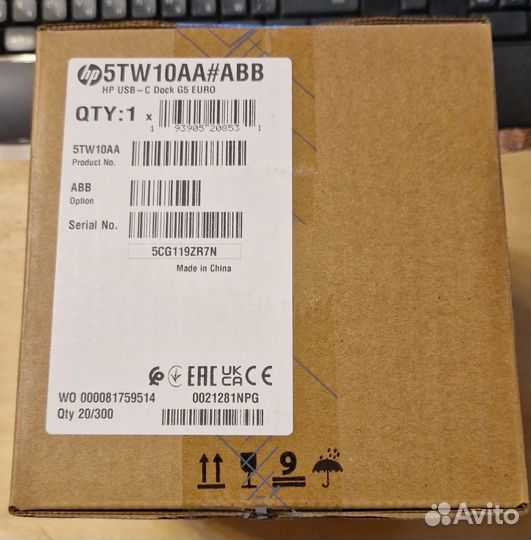 hp 5TW10AA#ABB
HP USB-C Dock G5 EURO
QTY:1 x
1 93905 20853 1
5TW10AA
Product No.
ABB
Option
Serial No.
5CG119ZR7N
Made in China
EAC UK CA CE
WO 000081759514 0021281NPG
Qty 20/300
9
Avito